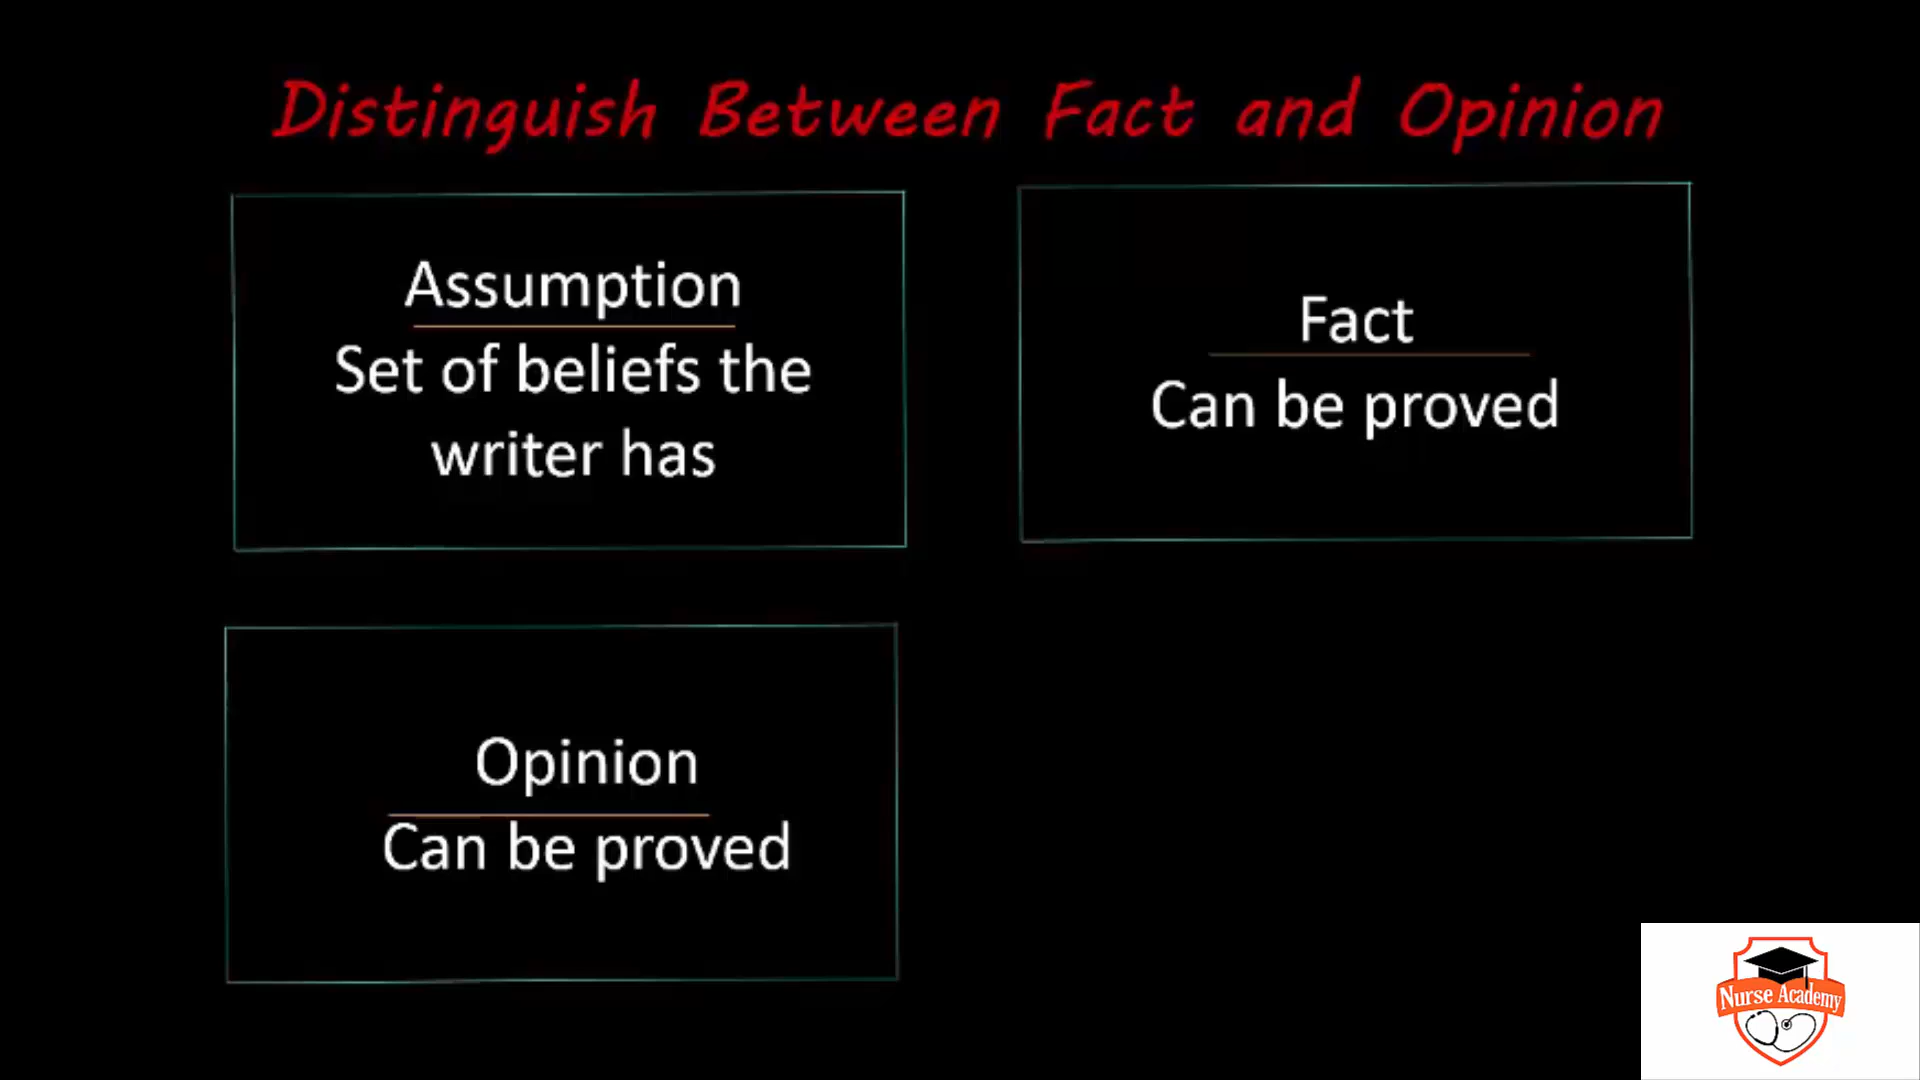 Distinguish Between Fact and Opinion
Assumption
Set of beliefs the
writer has
Fact
Can be proved
Opinion
Can be proved
Nurse Academy